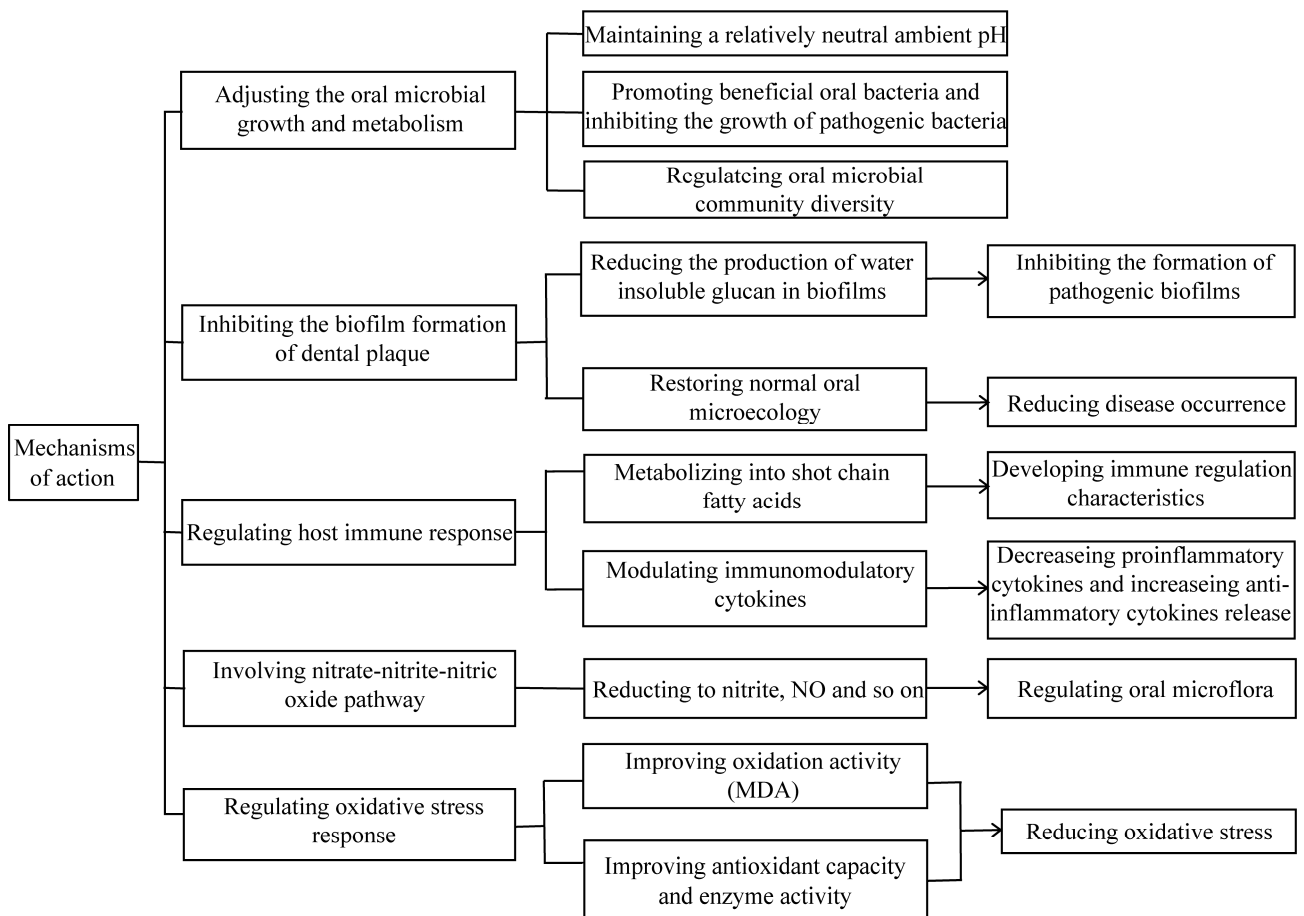 Mechanisms
of action
Adjusting the oral microbial
growth and metabolism
Maintaining a relatively neutral ambient pH
Promoting beneficial oral bacteria and
inhibiting the growth of pathogenic bacteria
Regulateing oral microbial
community diversity
Inhibiting the biofilm formation
of dental plaque
Reducing the production of water
insoluble glucan in biofilms
Inhibiting the formation of
pathogenic biofilms
Restoring normal oral
microecology
Reducing disease occurrence
Regulating host immune response
Metabolizing into shot chain
fatty acids
Developing immune regulation
characteristics
Modulating immunomodulatory
cytokines
Decreaseing proinflammatory
cytokines and increaseing anti-
inflammatory cytokines release
Involving nitrate-nitrite-nitric
oxide pathway
Reducting to nitrite, NO and so on
Regulating oral microflora
Regulating oxidative stress
response
Improving oxidation activity
(MDA)
Improving antioxidant capacity
and enzyme activity
Reducing oxidative stress